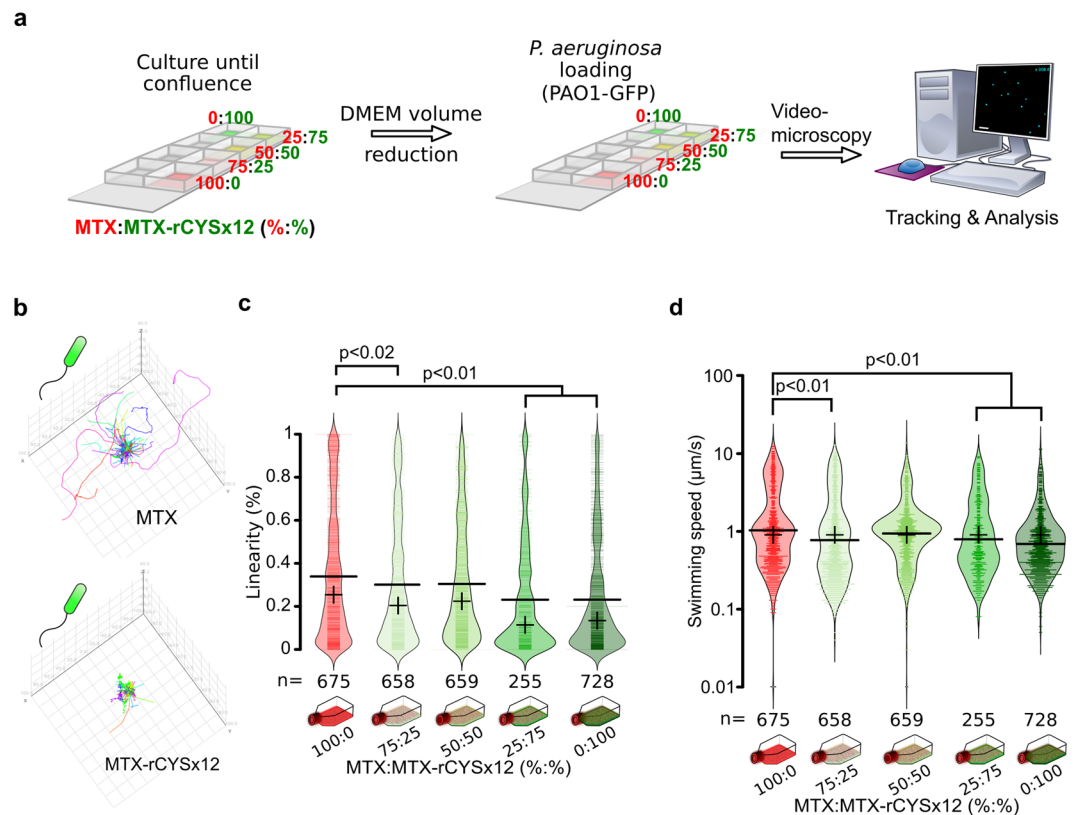 a
Culture until
confluence
0:100
25:75
50:50
75:25
100:0
MTX:MTX-rCYSx12 (%:%)
DMEM volume
reduction
P. aeruginosa
loading
(PAO1-GFP)
0:100
25:75
50:50
75:25
100:0
Video-
microscopy
Tracking & Analysis
b
MTX
MTX-rCYSx12
c
p<0.02
p<0.01
Linearity (%)
1
0.8
0.6
0.4
0.2
0
n= 675 658 659 255 728
100:0 75:25 50:50 25:75 0:100
MTX:MTX-rCYSx12 (%:%)
d
p<0.01
p<0.01
Swimming speed (μm/s)
100
10
1
0.1
0.01
n= 675 658 659 255 728
100:0 75:25 50:50 25:75 0:100
MTX:MTX-rCYSx12 (%:%)